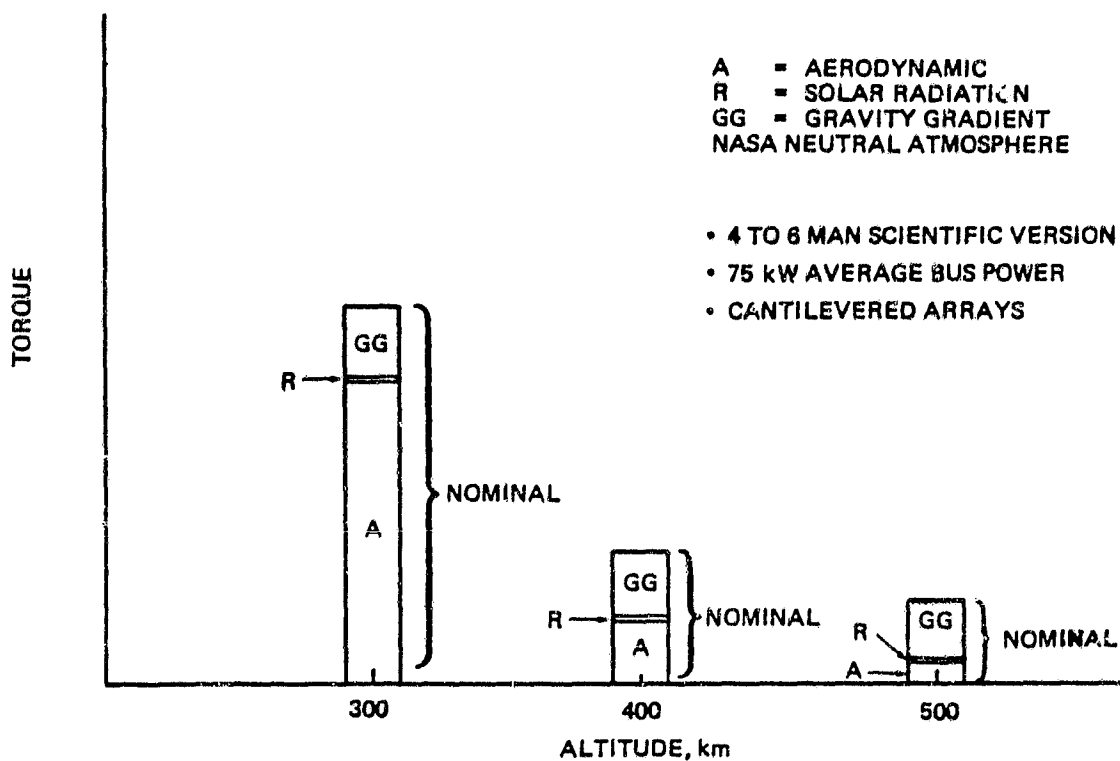 A = AERODYNAMIC
R = SOLAR RADIATION
GG = GRAVITY GRADIENT
NASA NEUTRAL ATMOSPHERE
• 4 TO 6 MAN SCIENTIFIC VERSION
• 75 kW AVERAGE BUS POWER
• CANTILEVERED ARRAYS
TORQUE
GG
R
A
NOMINAL
GG
R
A
NOMINAL
GG
R
A
NOMINAL
300 400 500
ALTITUDE, km